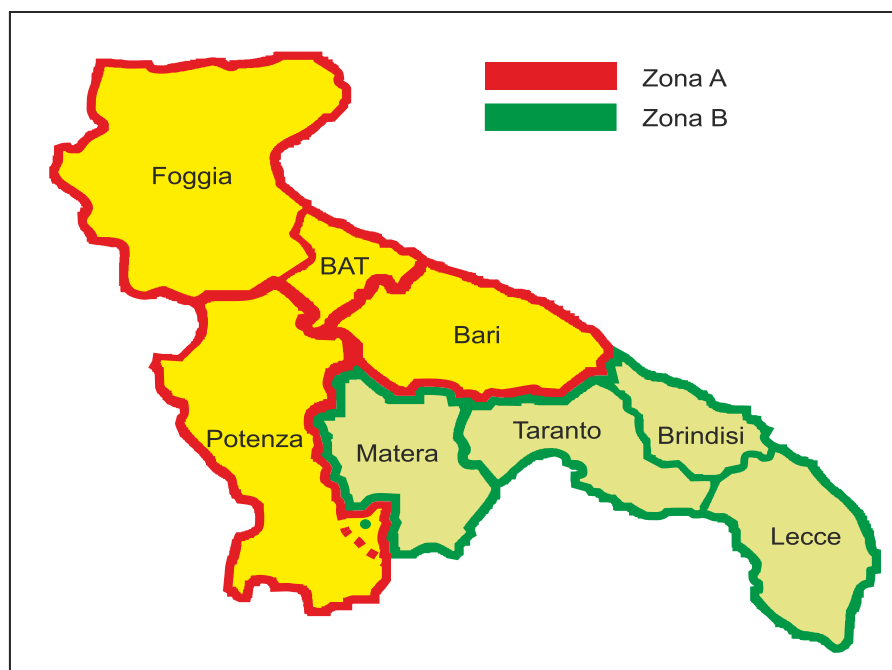 Zona A
Zona B
Foggia
BAT
Bari
Potenza
Matera
Taranto
Brindisi
Lecce